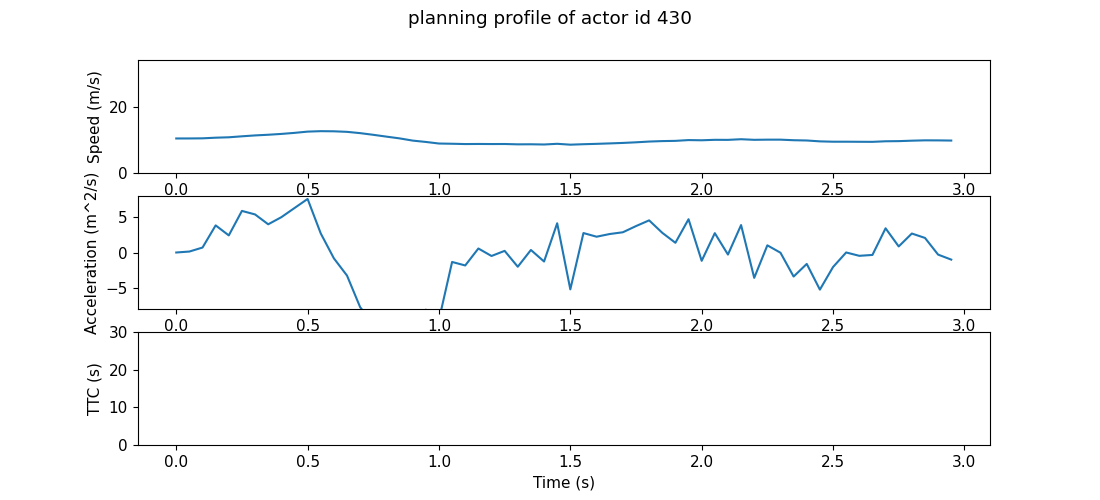 planning profile of actor id 430
Speed (m/s)
20
0
0.0 0.5 1.0 1.5 2.0 2.5 3.0
Acceleration (m^2/s)
5
0
−5
0.0 0.5 1.0 1.5 2.0 2.5 3.0
TTC (s)
30
20
10
0
0.0 0.5 1.0 1.5 2.0 2.5 3.0
Time (s)